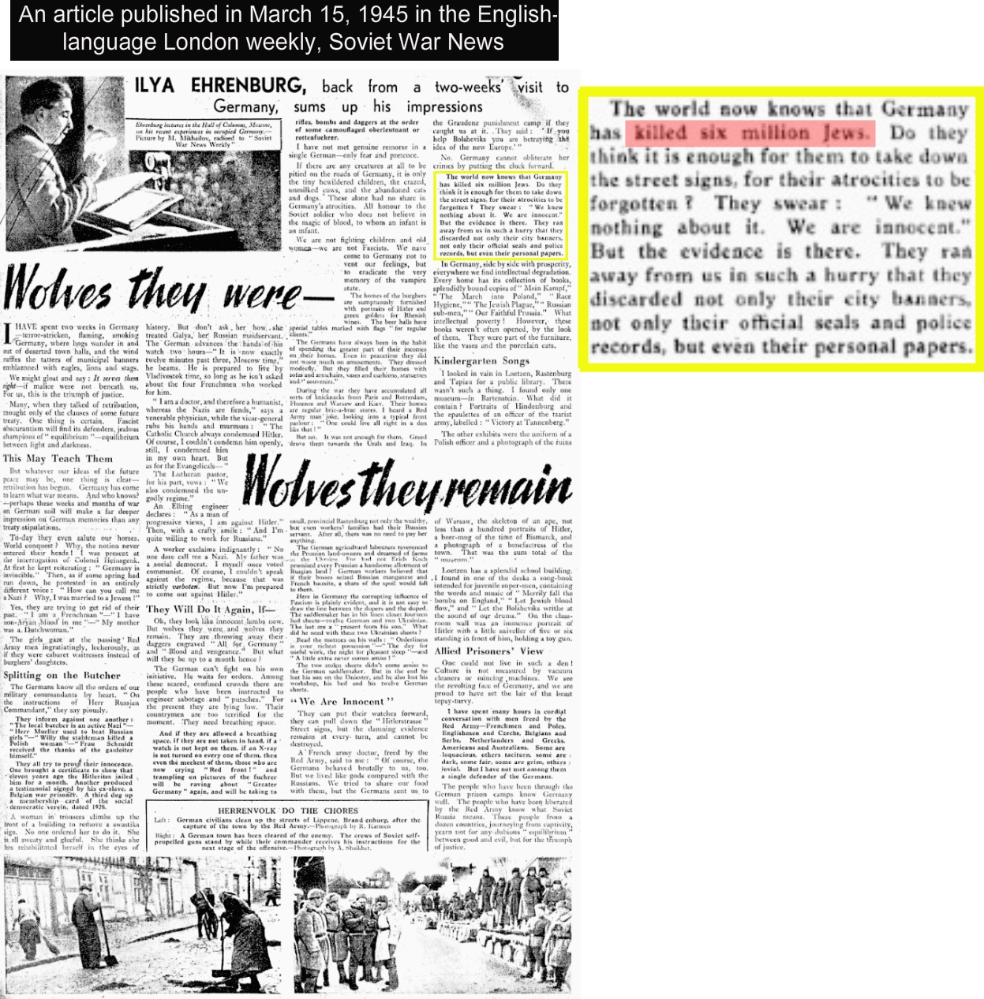 An article published in March 15, 1945 in the English-
language London weekly, Soviet War News
ILYA EHRENBURG, back from a two-weeks' visit to
Germany, sums up his impressions
Ehrenburg lectures in the Hall of Columns, Moscow,
on his recent experiences in occupied Germany.—
Picture by M. Mikhailov, radioed to "Soviet
War News Weekly"
Wolves they were—
I HAVE spent two weeks in Germany
—terror-stricken, flaming, smoking
Germany, where hogs wander in and
out of deserted town halls, and the wind
ruffles the tatters of municipal banners
emblazoned with eagles, lions and stags.
We might gloat and say: It serves them
right—if malice were not beneath us.
For us, this is the triumph of justice.
Many, when they talked of retribution,
thought only of the clauses of some future
treaty. One thing is certain. Fascist
obscurantism will find its defenders, jealous
champions of "equilibrium"—equilibrium
between light and darkness.
This May Teach Them
But whatever our ideas of the future
peace may be, one thing is clear—
retribution has begun. Germany has come
to learn what war means. And who knows?
—perhaps these weeks and months of war
on German soil will make a far deeper
impression on German memories than any
treaty stipulations.
To-day they even salute our horses.
World conquest? Why, the notion never
entered their heads! I was present at
the interrogation of Colonel
At first he kept reiterating: "Germany is
invincible." Then, as if some spring had
run down, he protested in an entirely
different voice: "How can you call me
a Nazi? Why, I was married to a Jewess!"
Yes, they are trying to get rid of their
past. "I am a Frenchman"—"I have
non-Aryan blood in me"—"My mother
was a Dutchwoman."
The girls gaze at the passing Red
Army men ingratiatingly, lecherously, as
if they were cabaret waitresses instead of
burghers' daughters.
Splitting on the Butcher
The Germans know all the orders of our
military commandants by heart. "On
the instructions of Herr Russian
Commandant," they say piously.
They inform against one another:
"The local butcher is an active Nazi"—
"Herr Mueller used to beat Russian
girls"—"Willy the stableman killed a
Polish woman"—"Frau Schmidt
received the thanks of the gauleiter
himself."
They all try to prove their innocence.
One brought a certificate to show that
eleven years ago the Hitlerites jailed
him for a month. Another produced
a testimonial signed by his ex-slave, a
Belgian war prisoner. A third dug up
a membership card of the social
democratic verein, dated 1928.
A woman in trousers climbs up the
front of a building to remove a swastika
sign. No one ordered her to do it. She
is all sweaty and gleeful. She thinks she
has rehabilitated herself in the eyes of
history. But don't ask her how she
treated Galya, her Russian maidservant.
The German advances the hands of his
watch two hours—"It is now exactly
twelve minutes past three, Moscow time,"
he beams. He is prepared to live by
Vladivostok time, so long as he isn't asked
about the four Frenchmen who worked
for him.
"I am a doctor, and therefore a humanist,
whereas the Nazis are fiends," says a
venerable physician, while the vicar-general
rubs his hands and murmurs: "The
Catholic Church always condemned Hitler.
Of course, I couldn't condemn him openly,
still, I condemned him
in my own heart. But
as for the Evangelicals—"
The Lutheran pastor,
for his part, vows: "We
also condemned the un-
godly regime."
An Elbing engineer
declares: "As a man of
progressive views, I am against Hitler."
Then, with a crafty smile: "And I'm
quite willing to work for Russians."
A worker exclaims indignantly: "No
one dare call me a Nazi. My father was
a social democrat. I myself once voted
communist. Of course, I couldn't speak
against the regime, because that was
strictly verboten. But now I'm prepared
to come out against Hitler."
They Will Do It Again, If—
Oh, they look like innocent lambs now.
But wolves they were and wolves they
remain. They are throwing away their
daggers engraved "All for Germany"
and "Blood and vengeance." But what
will they be up to a month hence?
The German can't fight on his own
initiative. He waits for orders. Among
these scared, confused crowds there are
people who have been instructed to
engineer sabotage and "putsches." For
the present they are lying low. Their
countrymen are too terrified for the
moment. They need breathing space.
And if they are allowed a breathing
space, if they are not taken in hand, if a
watch is not kept on them, if an X-ray
is not turned on every one of them, then
even the meekest of them, those who are
now crying "Red front!" and
trampling on pictures of the fuehrer
will be raving about "Greater
Germany" again, and will be taking to
rifles, bombs and daggers at the order
of some camouflaged oberleutnant or
rottenfuehrer.
I have not met genuine remorse in a
single German—only fear and pretence.
If there are any creatures at all to be
pitied on the roads of Germany, it is only
the tiny bewildered children, the crazed,
unmilked cows, and the abandoned cats
and dogs. These alone had no share in
Germany's atrocities. All honour to the
Soviet soldier who does not believe in
the magic of blood, to whom an infant is
an infant.
We are not fighting children and old
women—we are not Fascists. We have
come to Germany not to
vent our feelings, but
to eradicate the very
memory of the vampire
state.
The homes of the burghers
are sumptuously furnished
with portraits of Hitler and
green goblets for Rhenish
wines. The beer halls have
special tables marked with flags "for regular
clients."
The Germans have always been in the habit
of spending the greater part of their incomes
on their homes. Even in peacetime they did
not waste much on amusements. They dressed
modestly. But they filled their homes with
sofas and armchairs, vases and cushions, statuettes
and "souvenirs."
During the war they have accumulated all
sorts of knicknacks from Paris and Rotterdam,
Florence and Warsaw and Kiev. Their homes
are regular bric-a-brac stores. I heard a Red
Army man joke, looking into a typical front
parlour: "One could live all right in a den
like that!"
But no. It was not enough for them. Greed
drove them towards the Urals and Iraq. In
Wolves they remain
small, provincial Rastenburg not only the wealthy,
but even workers' families had their Russian
servant. After all, there was no need to pay her
anything.
The German agricultural labourers reverenced
the Prussian land-owners and dreamed of farms
in the Ukraine. For had not Erich Koch
promised every Prussian a handsome allotment of
Russian land? German workers believed that
if their bosses seized Russian manganese and
French bauxite, a share of the spoil would fall
to them.
Here in Germany the corrupting influence of
Fascism is plainly evident, and it is not easy to
draw the line between the dupers and the duped.
The saddlemaker has in his linen closet fourteen
bed sheets—twelve German and two Ukrainian.
The last are a "present from his son." What
did he need with these two Ukrainian sheets?
Read the mottoes on his walls: "Orderliness
is your richest possession"—"The day for
useful work, the night for pleasant sleep"—and
"A little extra never comes amiss!"
The two stolen sheets didn't come amiss to
the German saddlemaker. But in the end he
lost his son on the Dniester, and he also lost his
workshop, his bed and his twelve German
sheets.
"We Are Innocent"
They can put their watches forward,
they can pull down the "Hitlerstrasse"
Street signs, but the damning evidence
remains at every turn, and cannot be
destroyed.
A French army doctor, freed by the
Red Army, said to me: "Of course, the
Germans behaved brutally to us, too.
But we lived like gods compared with the
Russians. We tried to share our food
with them, but the Germans sent us to
the Graudenz punishment camp if they
caught us at it. They said: 'If you
help Bolsheviks you are betraying the
idea of the new Europe.'"
No. Germany cannot obliterate her
crimes by putting the clock forward.
The world now knows that Germany
has killed six million Jews. Do they
think it is enough for them to take down
the street signs, for their atrocities to be
forgotten? They swear: "We knew
nothing about it. We are innocent."
But the evidence is there. They ran
away from us in such a hurry that they
discarded not only their city banners,
not only their official seals and police
records, but even their personal papers.
In Germany, side by side with prosperity,
everywhere we find intellectual degradation.
Every home has its collection of books,
splendidly bound copies of "Mein Kampf,"
"The March into Poland," "Race
Hygiene," "The Jewish Plague," "Russian
sub-men," "Our Faithful Prussia." What
intellectual poverty! However, these
books weren't often opened, by the look
of them. They were part of the furniture,
like the vases and the porcelain cats.
Kindergarten Songs
I looked in vain in Loetzen, Rastenburg
and Tapiau for a public library. There
wasn't such a thing. I found only one
museum—in Bartenstein. What did it
contain? Portraits of Hindenburg and
the epaulettes of an officer of the tsarist
army, labelled: "Victory at Tannenberg."
The other exhibits were the uniform of a
Polish officer and a photograph of the ruins
of Warsaw, the skeleton of an ape, not
less than a hundred portraits of Hitler,
a beer-mug of the time of Bismarck, and
a photograph of a benefactress of the
town. That was the sum total of the
"museum."
Loetzen has a splendid school building.
I found in one of the desks a song-book
intended for juvenile super-men, containing
the words and music of "Merrily fall the
bombs on England," "Let Jewish blood
flow," and "Let the Bolsheviks writhe at
the sound of our drums." On the class-
room wall was an immense portrait of
Hitler with a little sniveller of five or six
standing in front of him, holding a toy gun.
Allied Prisoners' View
One could not live in such a den!
Culture is not measured by vacuum
cleaners or mincing machines. We see
the revolting face of Germany, and we are
proud to have set the lair of the beast
topsy-turvy.
I have spent many hours in cordial
conversation with men freed by the
Red Army—Frenchmen and Poles,
Englishmen and Czechs, Belgians and
Serbs, Netherlanders and Greeks,
Americans and Australians. Some are
loquacious, others taciturn, some are
dark, some fair, some are grim, others
jovial. But I have not met among them
a single defender of the Germans.
The people who have been through the
German prison camps know Germany
well. The people who have been liberated
by the Red Army know what Soviet
Russia means. These people from a
dozen countries, journeying from captivity,
yearn not for any dubious "equilibrium"
between good and evil, but for the triumph
of justice.
HERRENVOLK DO THE CHORES
Left: German civilians clean up the streets of Lippene, Brandenburg, after the
capture of the town by the Red Army.—Photograph by R. Karmen
Right: A German town has been cleared of the enemy. The crews of Soviet self-
propelled guns stand by while their commander receives his instructions for the
next stage of the offensive.—Photograph by A. Shaikhet.
The world now knows that Germany
has killed six million Jews. Do they
think it is enough for them to take down
the street signs, for their atrocities to be
forgotten? They swear: "We knew
nothing about it. We are innocent."
But the evidence is there. They ran
away from us in such a hurry that they
discarded not only their city banners,
not only their official seals and police
records, but even their personal papers.